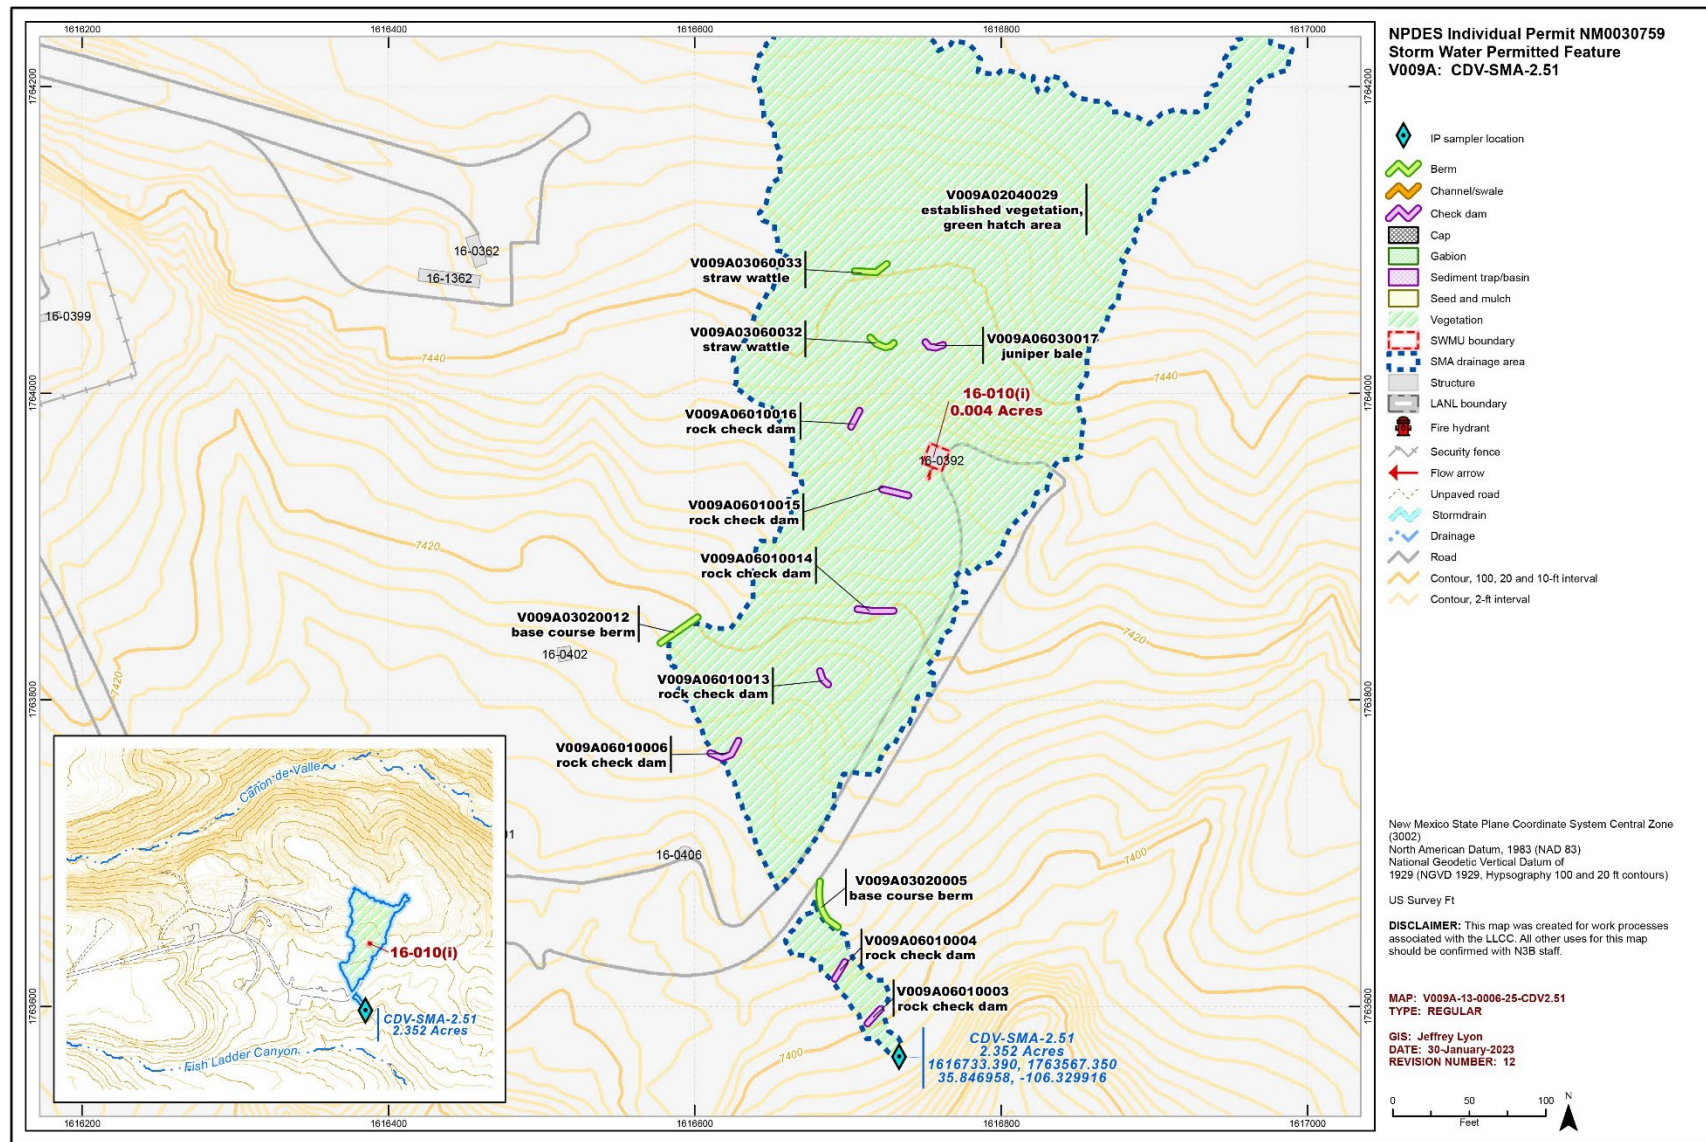 1616200
1616400
1616600
1616800
1617000
1764200
1764000
1763800
1763600
1764200
1764000
1763800
1763600
V009A02040029
established vegetation,
green hatch area
V009A03060033
straw wattle
V009A03060032
straw wattle
V009A06030017
juniper bale
16-010(i)
0.004 Acres
16-0392
V009A06010016
rock check dam
V009A06010015
rock check dam
V009A06010014
rock check dam
V009A03020012
base course berm
V009A06010013
rock check dam
V009A06010006
rock check dam
V009A03020005
base course berm
V009A06010004
rock check dam
V009A06010003
rock check dam
CDV-SMA-2.51
2.352 Acres
1616733.390, 1763567.350
35.846958, -106.329916
16-0362
16-1362
16-0399
16-0402
16-0406
7440
7440
7420
7420
7420
7400
7400
Cañon de Valle
16-010(i)
CDV-SMA-2.51
2.352 Acres
Fish Ladder Canyon
1616200
1616400
1616600
1616800
1617000
NPDES Individual Permit NM0030759
Storm Water Permitted Feature
V009A: CDV-SMA-2.51
IP sampler location
Berm
Channel/swale
Check dam
Cap
Gabion
Sediment trap/basin
Seed and mulch
Vegetation
SWMU boundary
SMA drainage area
Structure
LANL boundary
Fire hydrant
Security fence
Flow arrow
Unpaved road
Stormdrain
Drainage
Road
Contour, 100, 20 and 10-ft interval
Contour, 2-ft interval
New Mexico State Plane Coordinate System Central Zone
(3002)
North American Datum, 1983 (NAD 83)
National Geodetic Vertical Datum of
1929 (NGVD 1929, Hypsography 100 and 20 ft contours)
US Survey Ft
DISCLAIMER: This map was created for work processes
associated with the LLCC. All other uses for this map
should be confirmed with N3B staff.
MAP: V009A-13-0006-25-CDV2.51
TYPE: REGULAR
GIS: Jeffrey Lyon
DATE: 30-January-2023
REVISION NUMBER: 12
0 50 100
Feet
N